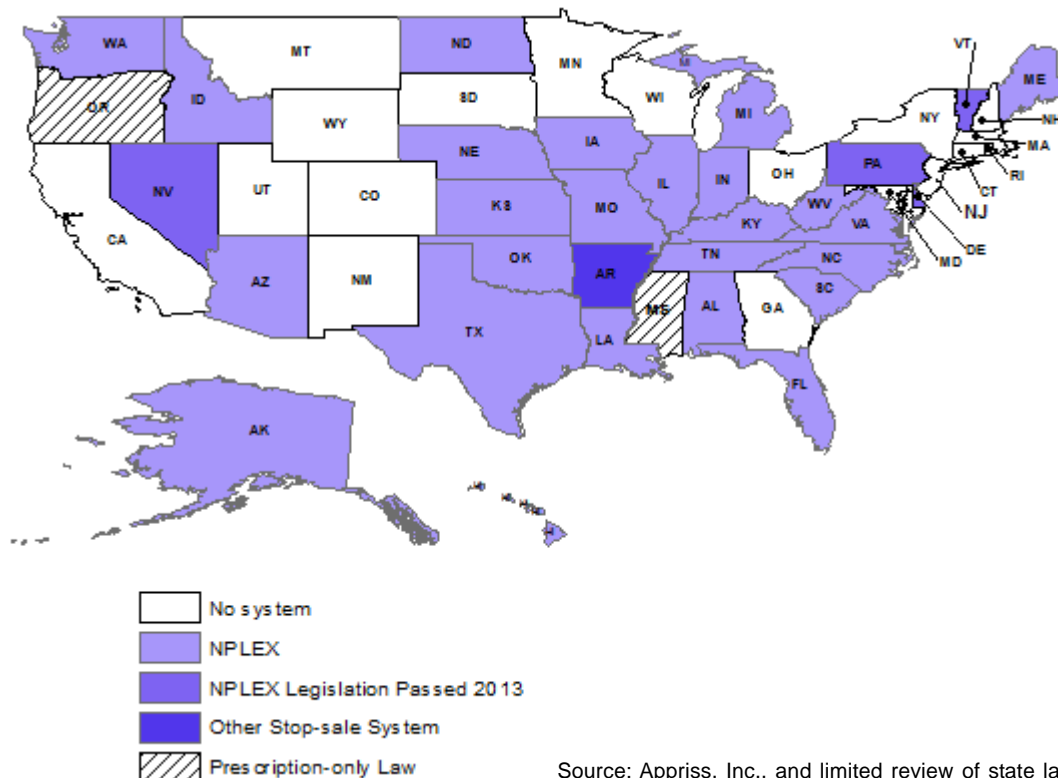 WA
MT
ND
MN
VT
ME
OR
ID
SD
WI
MI
NY
NH
WY
MA
NE
IA
PA
RI
NV
UT
CO
IL
IN
OH
CT
KS
MO
WV
NJ
CA
KY
VA
DE
MD
AZ
NM
OK
AR
TN
NC
SC
TX
LA
MS
AL
GA
FL
AK
No system
NPLEX
NPLEX Legislation Passed 2013
Other Stop-sale System
Prescription-only Law
Source: Appriss, Inc., and limited review of state la